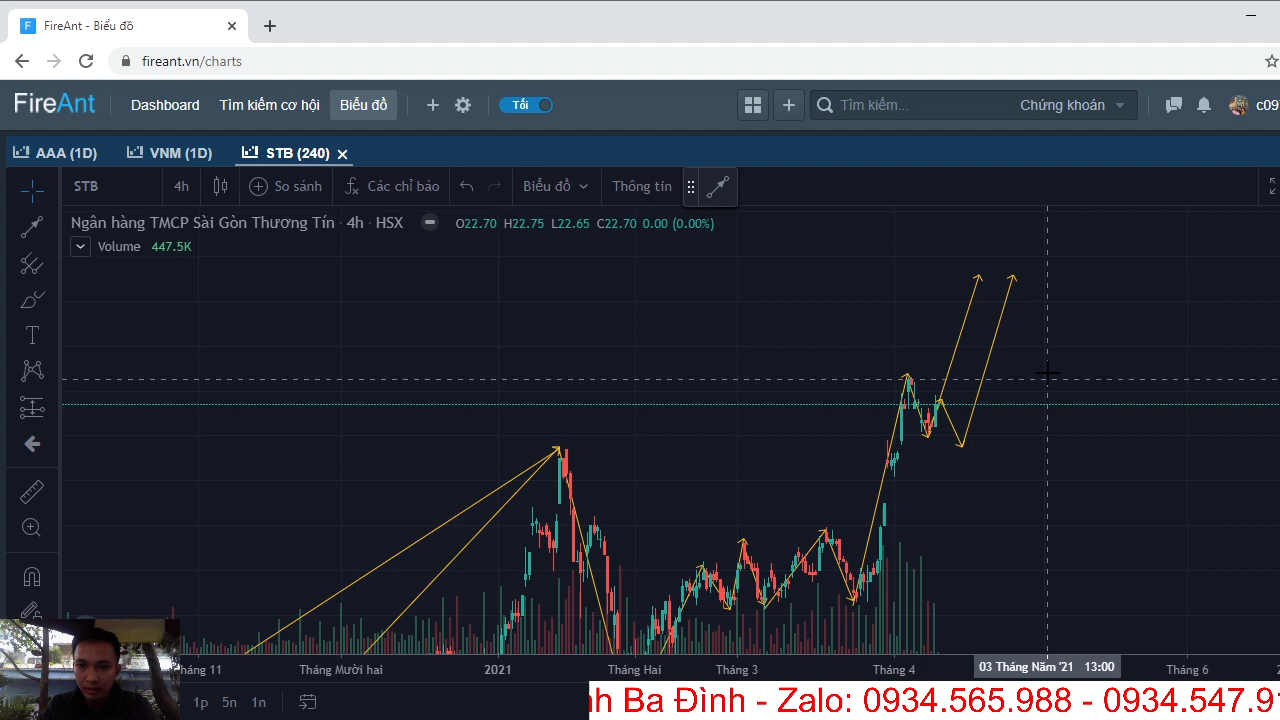 FireAnt - Biểu đồ
fireant.vn/charts
FireAnt Dashboard Tìm kiếm cơ hội Biểu đồ Tối Tìm kiếm... Chứng khoán c09
AAA (1D) VNM (1D) STB (240)
STB 4h So sánh Các chỉ báo Biểu đồ Thông tin
Ngân hàng TMCP Sài Gòn Thương Tín · 4h · HSX O22.70 H22.75 L22.65 C22.70 0.00 (0.00%)
Volume 447.5K
háng 11 Tháng Mười hai 2021 Tháng Hai Tháng 3 Tháng 4 03 Tháng Năm '21 13:00 Tháng 6
1p 5n 1n
nh Ba Đình - Zalo: 0934.565.988 - 0934.547.9